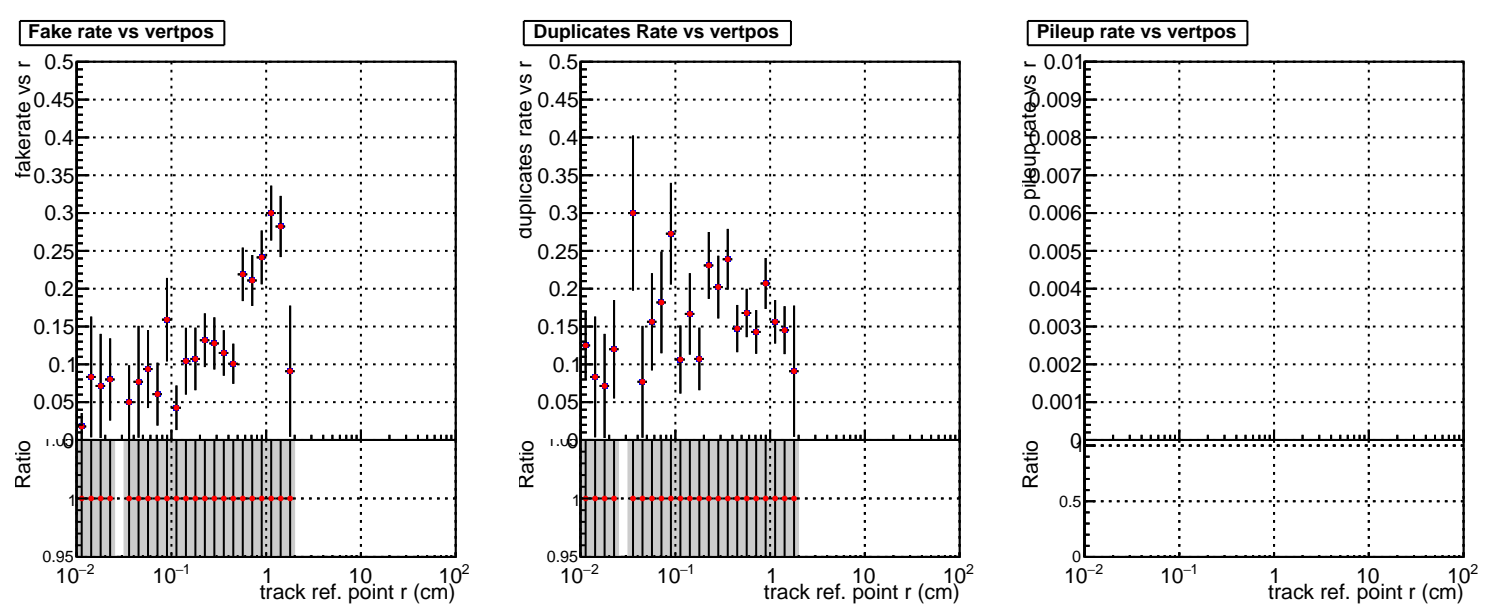 Fake rate vs vertpos
fakerate vs r
0.5
0.45
0.4
0.35
0.3
0.25
0.2
0.15
0.1
0.05
0
Ratio
1
0.95
10⁻² 10⁻¹ 1 10 10²
track ref. point r (cm)
Duplicates Rate vs vertpos
duplicates rate vs r
0.5
0.45
0.4
0.35
0.3
0.25
0.2
0.15
0.1
0.05
0
Ratio
1
0.95
10⁻² 10⁻¹ 1 10 10²
track ref. point r (cm)
Pileup rate vs vertpos
pileup rate vs r
0.01
0.009
0.008
0.007
0.006
0.005
0.004
0.003
0.002
0.001
0
Ratio
1
0.5
0
10⁻² 10⁻¹ 1 10 10²
track ref. point r (cm)